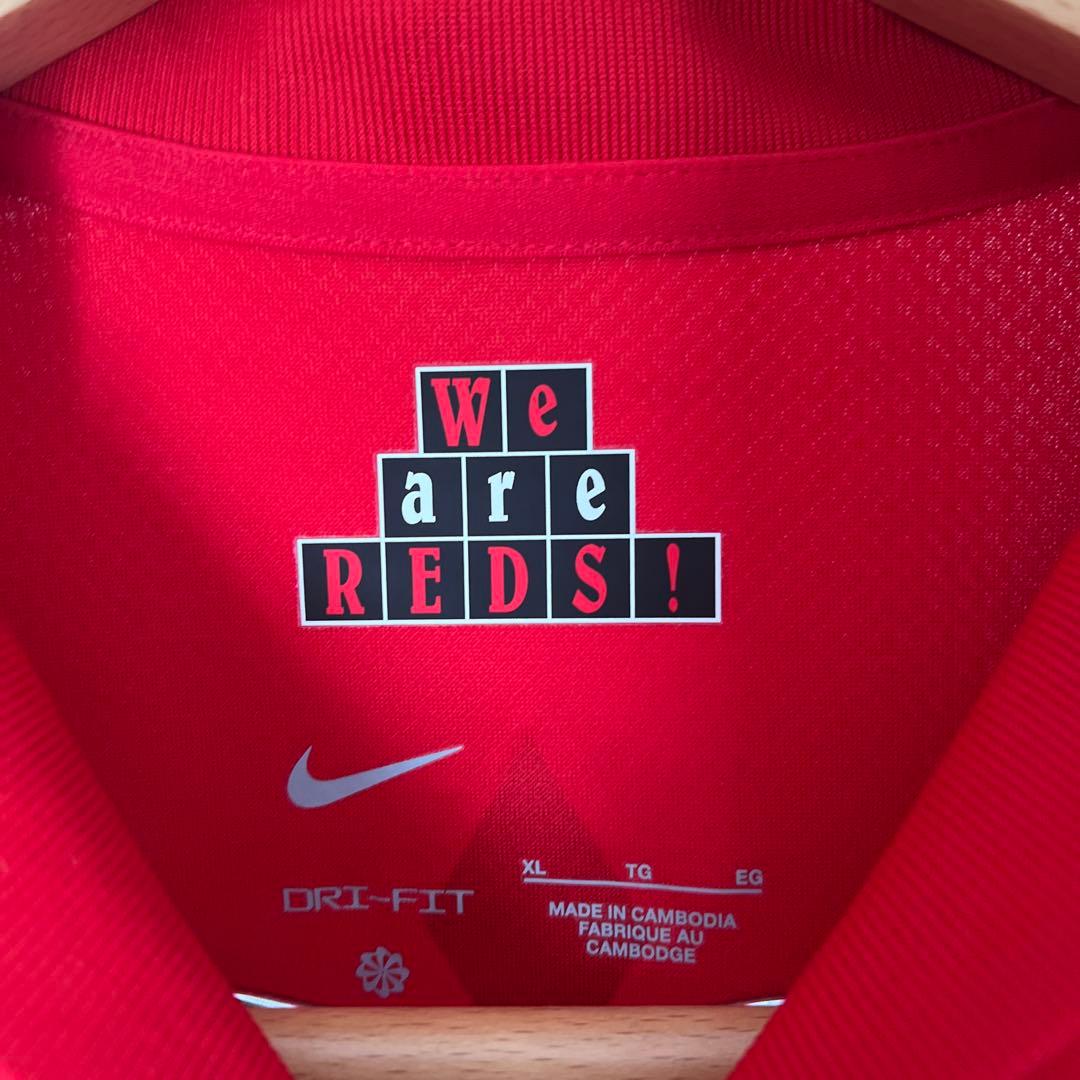 We
are
REDS!
DRI-FIT
XL TG EG
MADE IN CAMBODIA
FABRIQUE AU
CAMBODGE